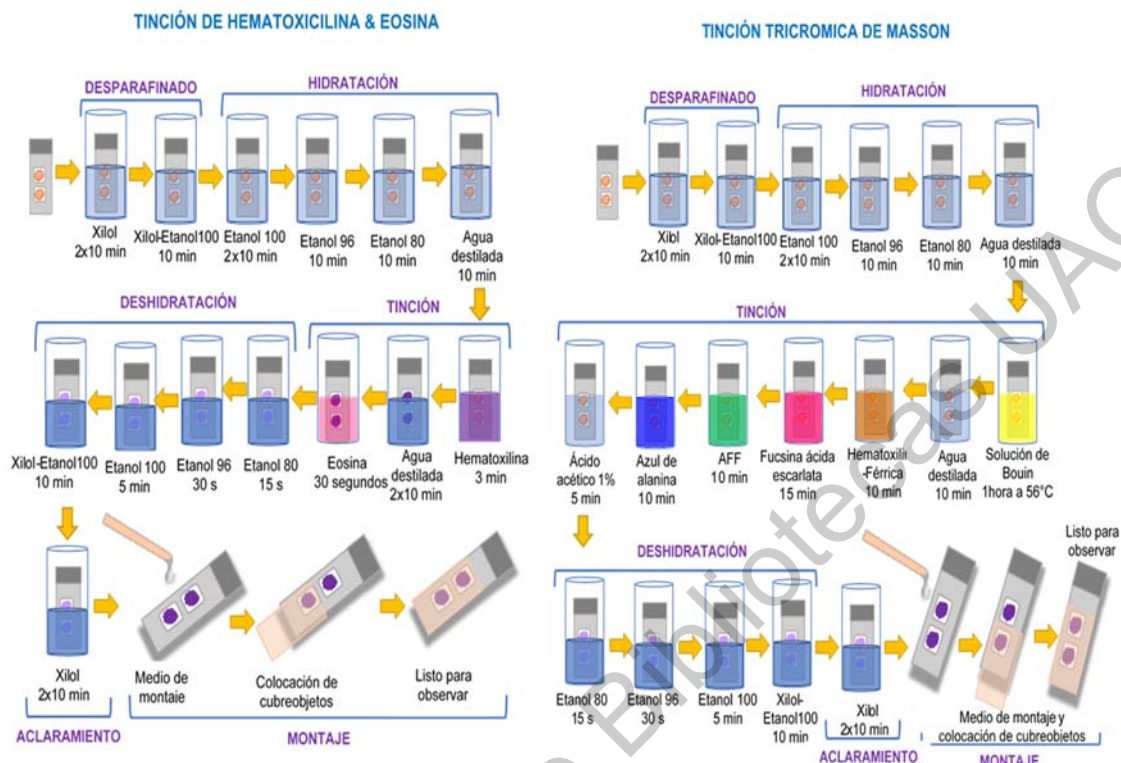 TINCIÓN DE HEMATOXICILINA & EOSINA
DESPARAFINADO
HIDRATACIÓN
Xilol
2x10 min
Xilol-Etanol100
10 min
Etanol 100
2x10 min
Etanol 96
10 min
Etanol 80
10 min
Agua
destilada
10 min
DESHIDRATACIÓN
TINCIÓN
Xilol-Etanol100
10 min
Etanol 100
5 min
Etanol 96
30 s
Etanol 80
15 s
Eosina
30 segundos
Agua
destilada
2x10 min
Hematoxilina
3 min
Xilol
2x10 min
Medio de
montaje
Colocación de
cubreobjetos
Listo para
observar
ACLARAMIENTO
MONTAJE
TINCIÓN TRICROMICA DE MASSON
DESPARAFINADO
HIDRATACIÓN
Xibl
2x10 min
Xilol-Etanol100
10 min
Etanol 100
2x10 min
Etanol 96
10 min
Etanol 80
10 min
Agua destilada
10 min
TINCIÓN
Ácido
acético 1%
5 min
Azul de
alanina
10 min
AFF
10 min
Fucsina ácida
escarlata
15 min
Hematoxili
-Férrica
10 min
Agua
destilada
10 min
Solución de
Bouin
1hora a 56°C
DESHIDRATACIÓN
Listo para
observar
Etanol 80
15 s
Etanol 96
30 s
Etanol 100
5 min
Xilol-
Etanol100
10 min
Xibl
2x10 min
Medio de montaje y
colocación de cubreobjetos
ACLARAMIENTO
MONTAJE
Bibliotecas UAQ